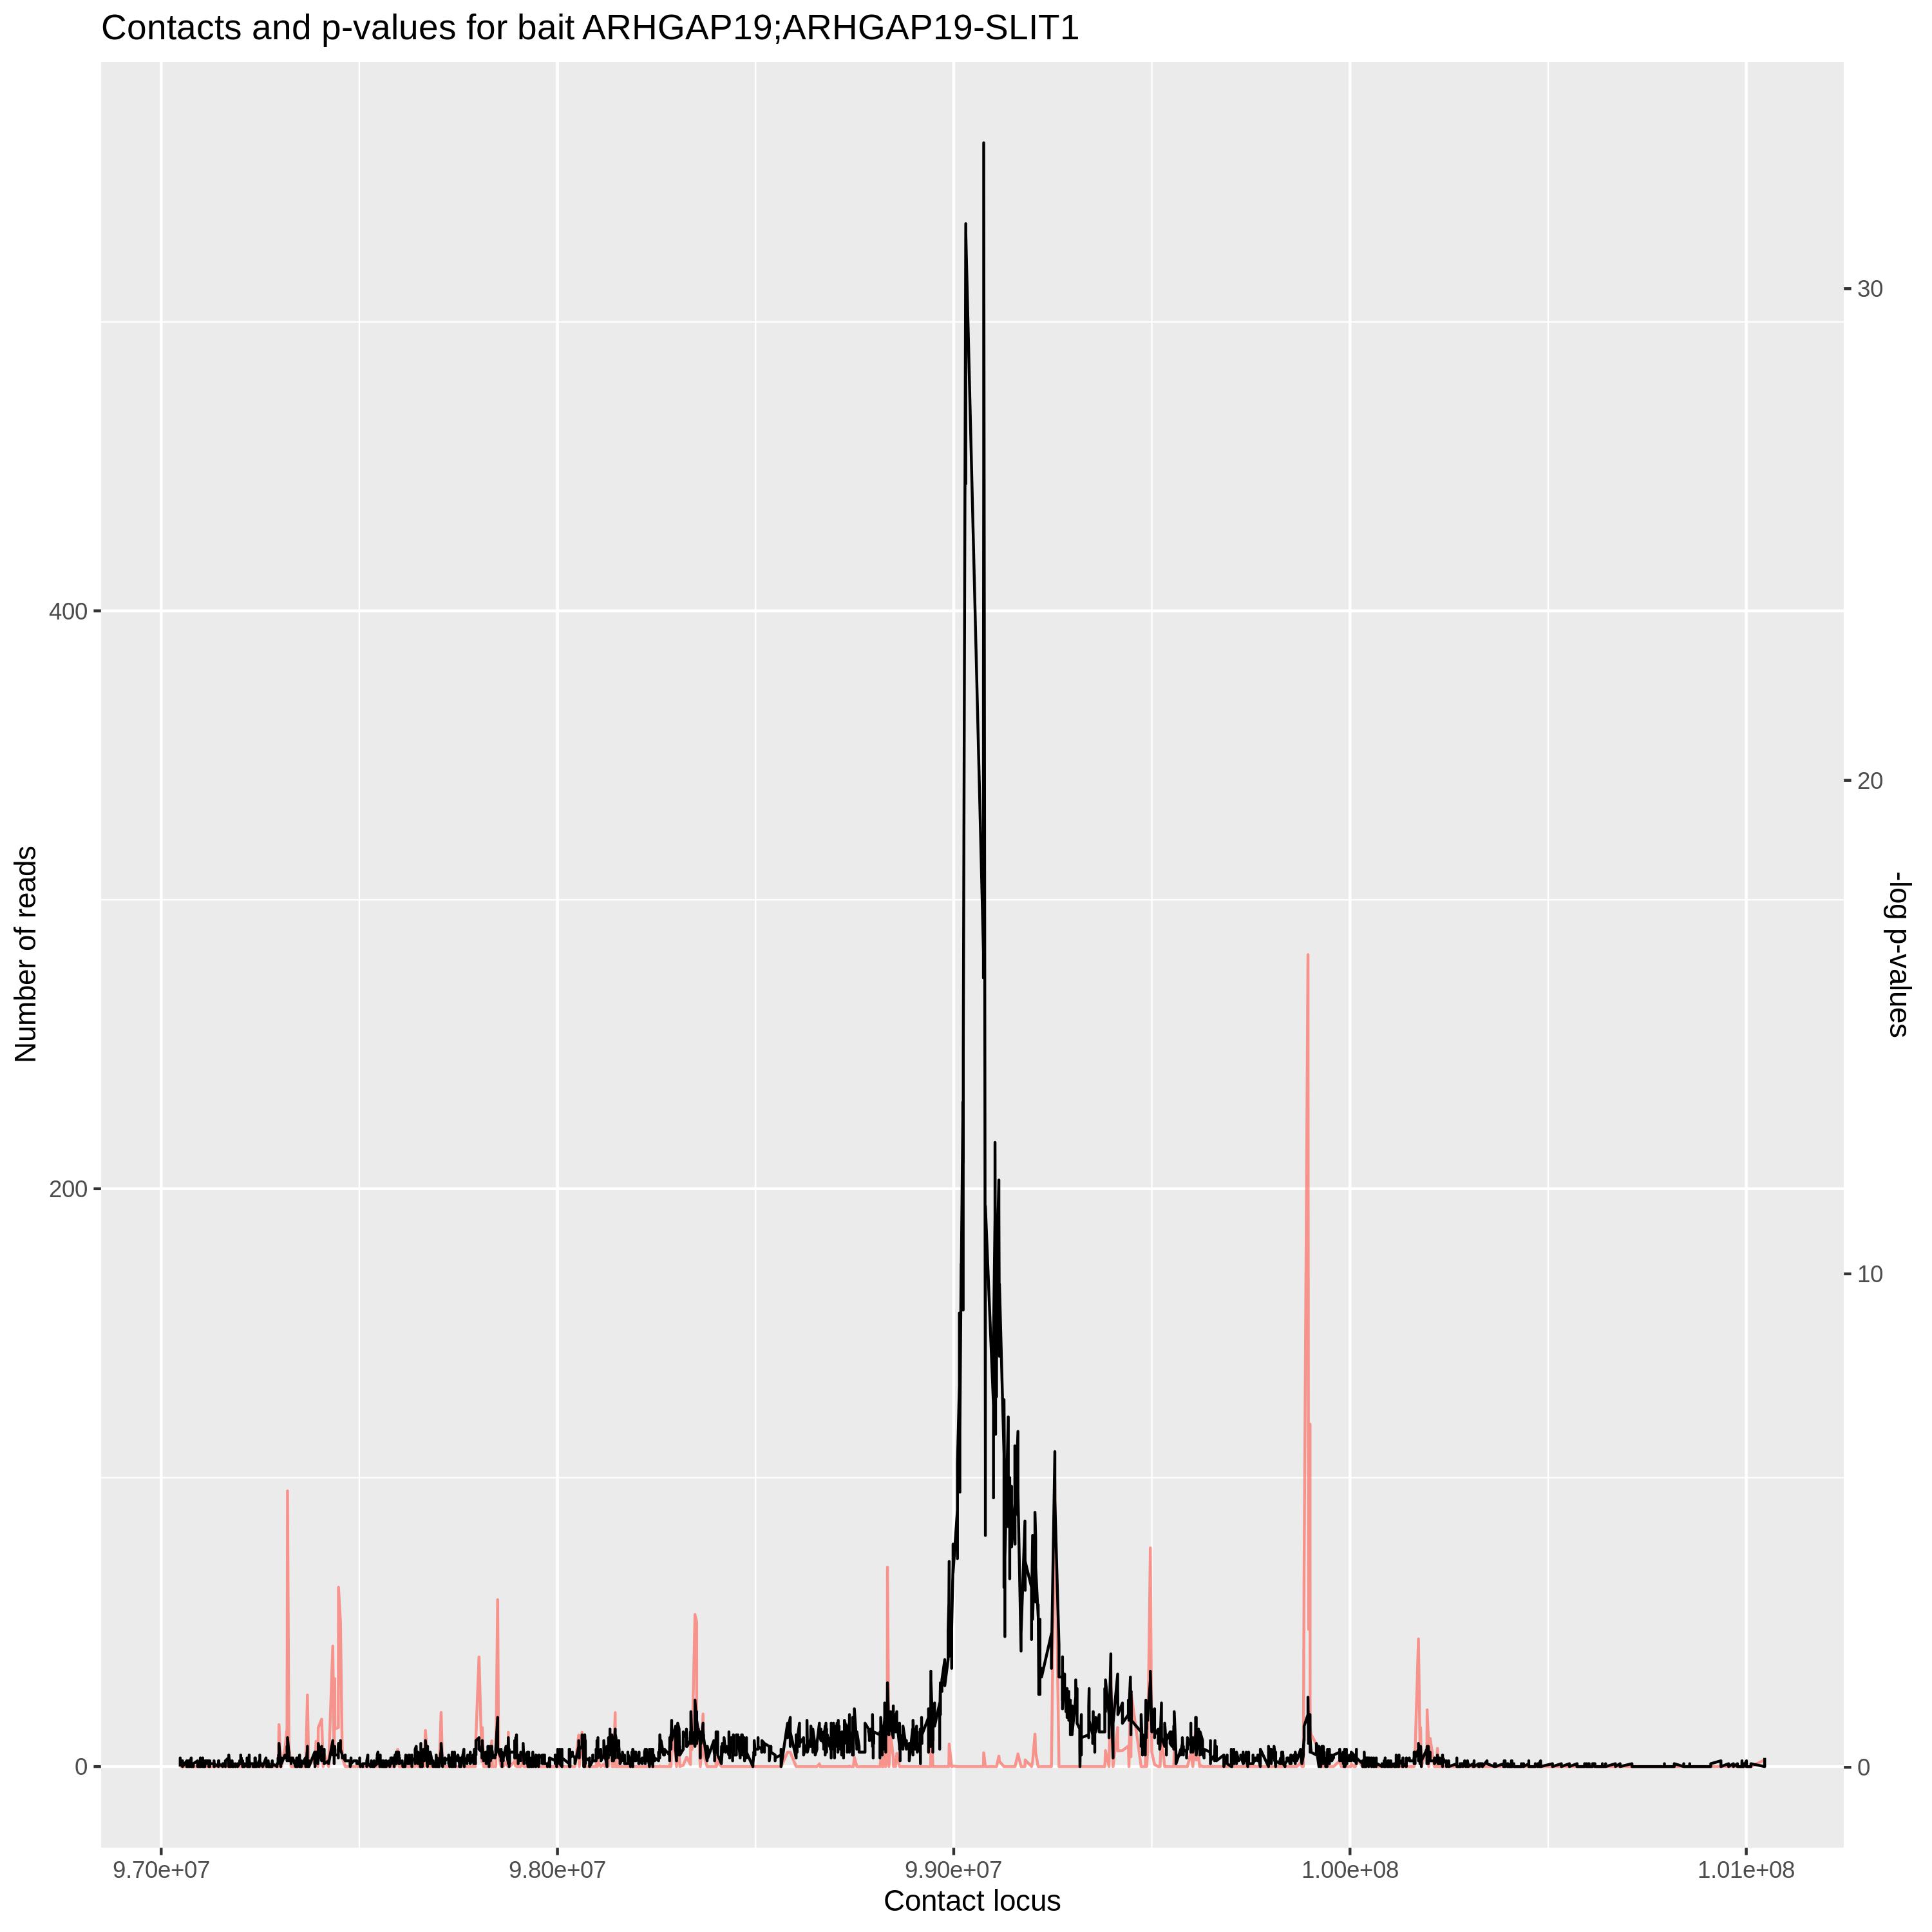 Contacts and p-values for bait ARHGAP19;ARHGAP19-SLIT1
Number of reads
400
200
0
30
20
10
0
-log p-values
9.70e+07
9.80e+07
9.90e+07
1.00e+08
1.01e+08
Contact locus